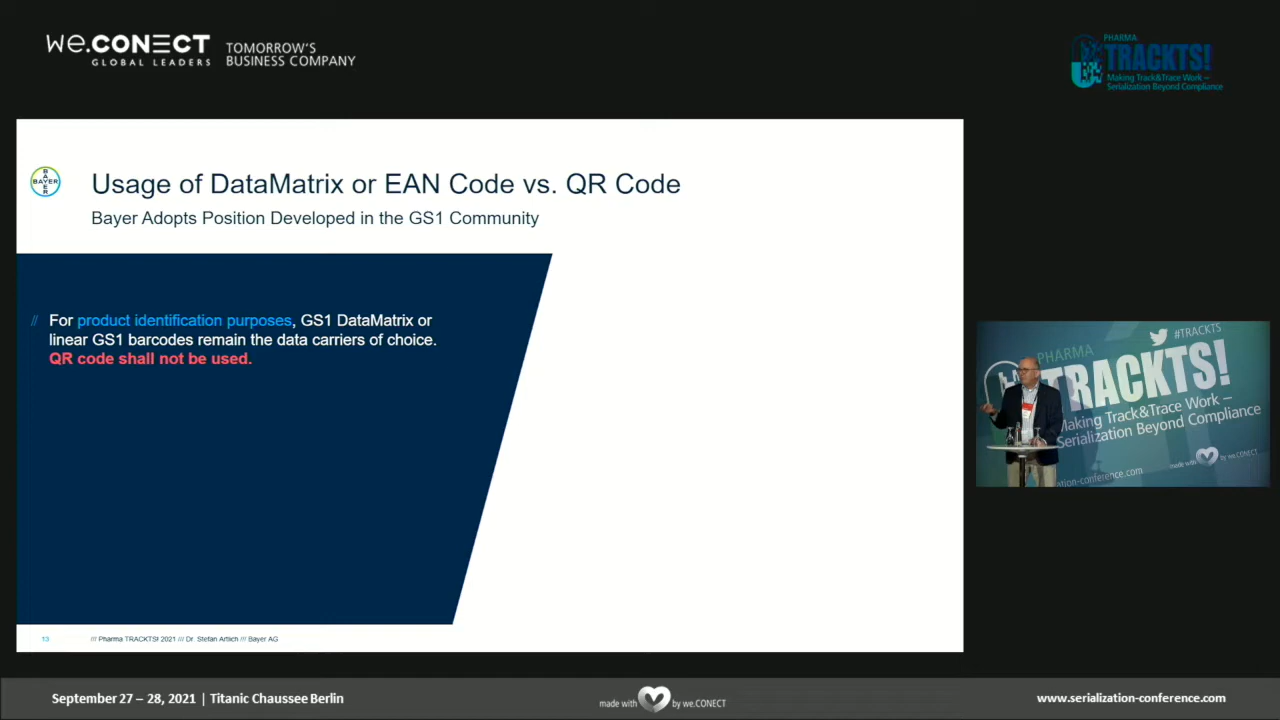 we.CONECT
GLOBAL LEADERS
TOMORROW'S
BUSINESS COMPANY
PHARMA
TRACKTS!
Making Track&Trace Work –
Serialization Beyond Compliance
BAYER
BAYER
Usage of DataMatrix or EAN Code vs. QR Code
Bayer Adopts Position Developed in the GS1 Community
// For product identification purposes, GS1 DataMatrix or
linear GS1 barcodes remain the data carriers of choice.
QR code shall not be used.
13 /// Pharma TRACKTS! 2021 /// Dr. Stefan Artlich /// Bayer AG
#TRACKTS
PHARMA
TRACKTS!
Making Track&Trace Work –
Serialization Beyond Compliance
made with by we.CONECT
September 27 – 28, 2021 | Titanic Chaussee Berlin
made with by we.CONECT
www.serialization-conference.com